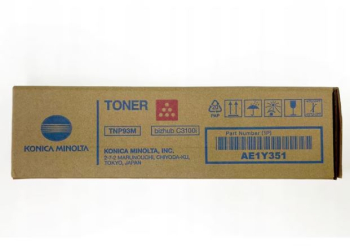 TONER
TNP93M
bizhub C3100i
KONICA MINOLTA
KONICA MINOLTA, INC.
2-7-2 MARUNOUCHI, CHIYODA-KU,
TOKYO, JAPAN
PAP
Part Number (1P)
AE1Y351